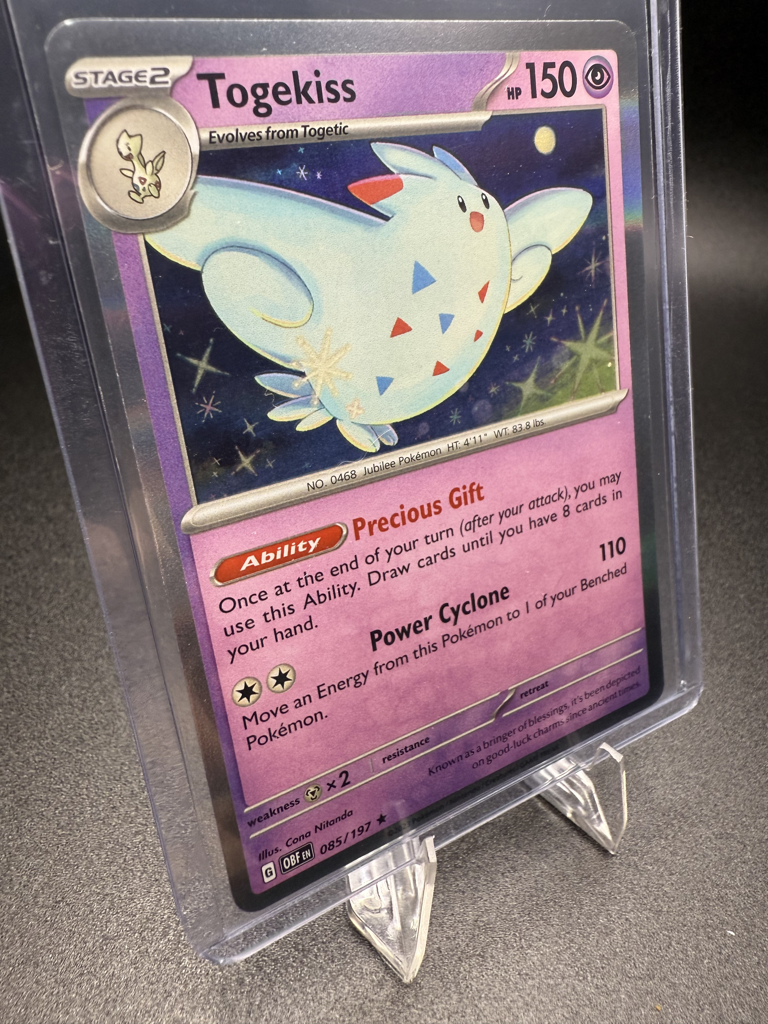 STAGE2
Togekiss
HP 150
Evolves from Togetic
NO. 0468 Jubilee Pokémon HT: 4'11" WT: 83.8 lbs.
Ability Precious Gift
Once at the end of your turn (after your attack), you may
use this Ability. Draw cards until you have 8 cards in
your hand.
Power Cyclone 110
Move an Energy from this Pokémon to 1 of your Benched
Pokémon.
weakness ×2 resistance retreat
Known as a bringer of blessings, it's been depicted
on good-luck charms since ancient times.
Illus. Cona Nitanda
G OBF EN 085/197